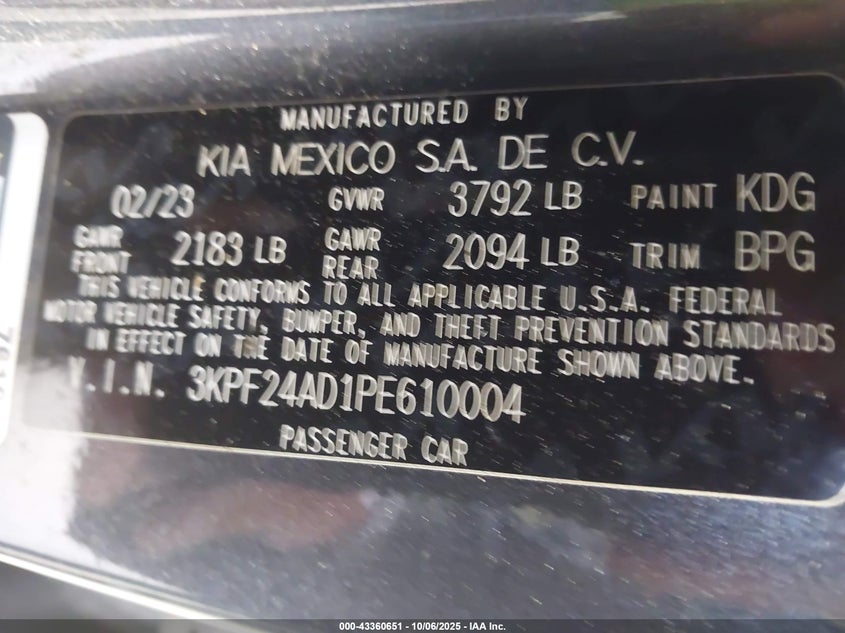 MANUFACTURED BY
KIA MEXICO S.A. DE C.V.
02/23 GVWR 3792 LB PAINT KDG
GAWR FRONT 2183 LB GAWR REAR 2094 LB TRIM BPG
THIS VEHICLE CONFORMS TO ALL APPLICABLE U.S.A. FEDERAL
MOTOR VEHICLE SAFETY, BUMPER, AND THEFT PREVENTION STANDARDS
IN EFFECT ON THE DATE OF MANUFACTURE SHOWN ABOVE.
V.I.N. 3KPF24AD1PE610004
PASSENGER CAR
000-43360651 | 10/06/2025 - IAA Inc.